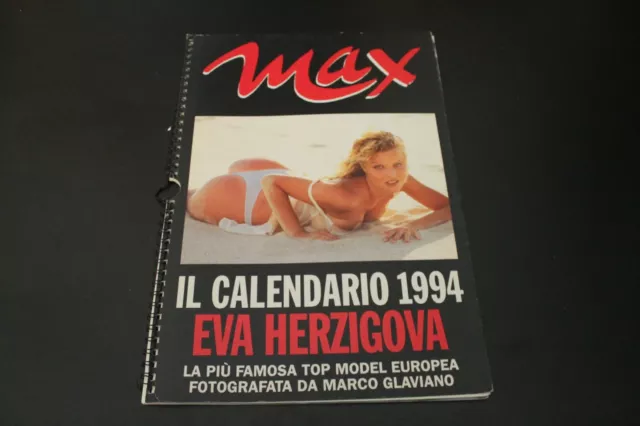 max
IL CALENDARIO 1994
EVA HERZIGOVA
LA PIÙ FAMOSA TOP MODEL EUROPEA
FOTOGRAFATA DA MARCO GLAVIANO